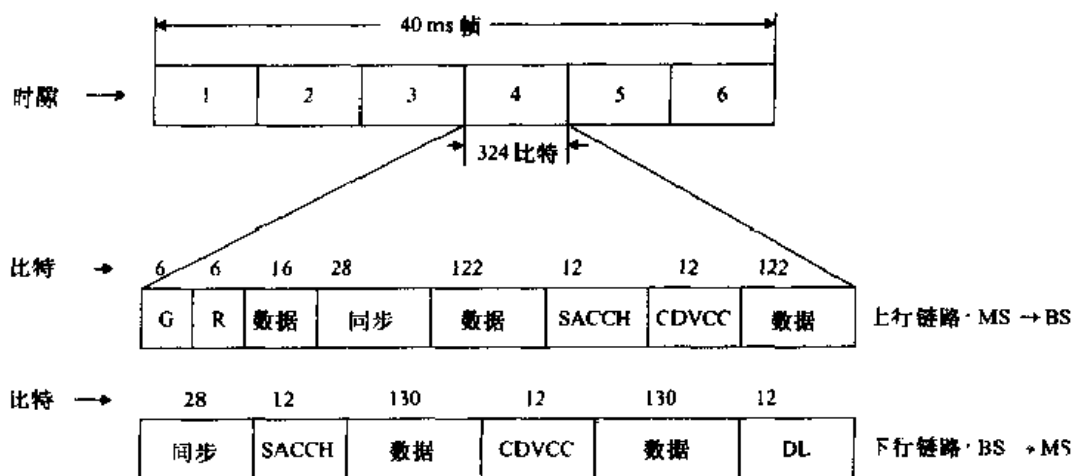 40 ms 帧
时隙 → 1 2 3 4 5 6
324 比特
比特 → 6 6 16 28 122 12 12 122
G R 数据 同步 数据 SACCH CDVCC 数据 上行链路·MS → BS
比特 → 28 12 130 12 130 12
同步 SACCH 数据 CDVCC 数据 DL 下行链路·BS → MS